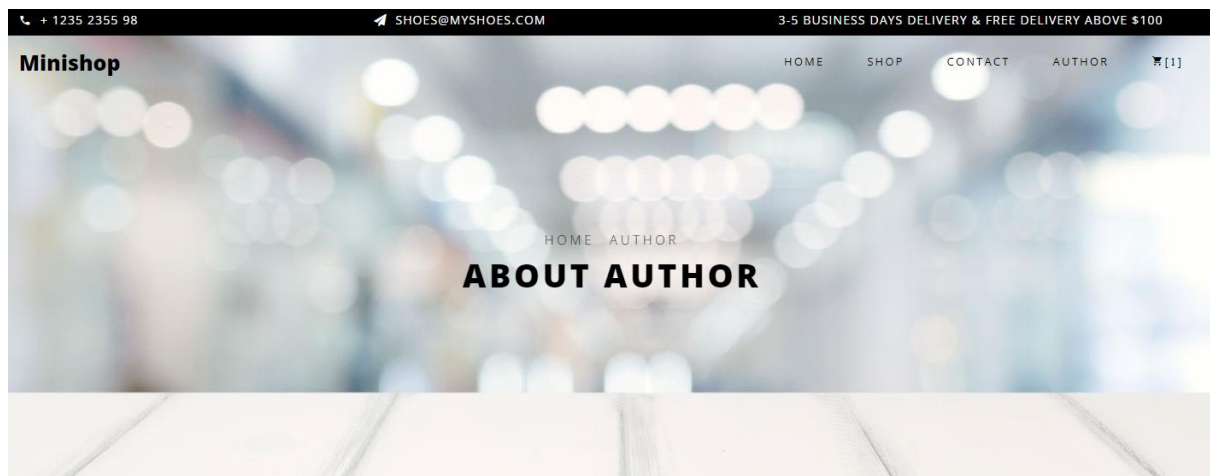 + 1235 2355 98 SHOES@MYSHOES.COM 3-5 BUSINESS DAYS DELIVERY & FREE DELIVERY ABOVE $100
Minishop HOME SHOP CONTACT AUTHOR [1]
HOME AUTHOR
ABOUT AUTHOR